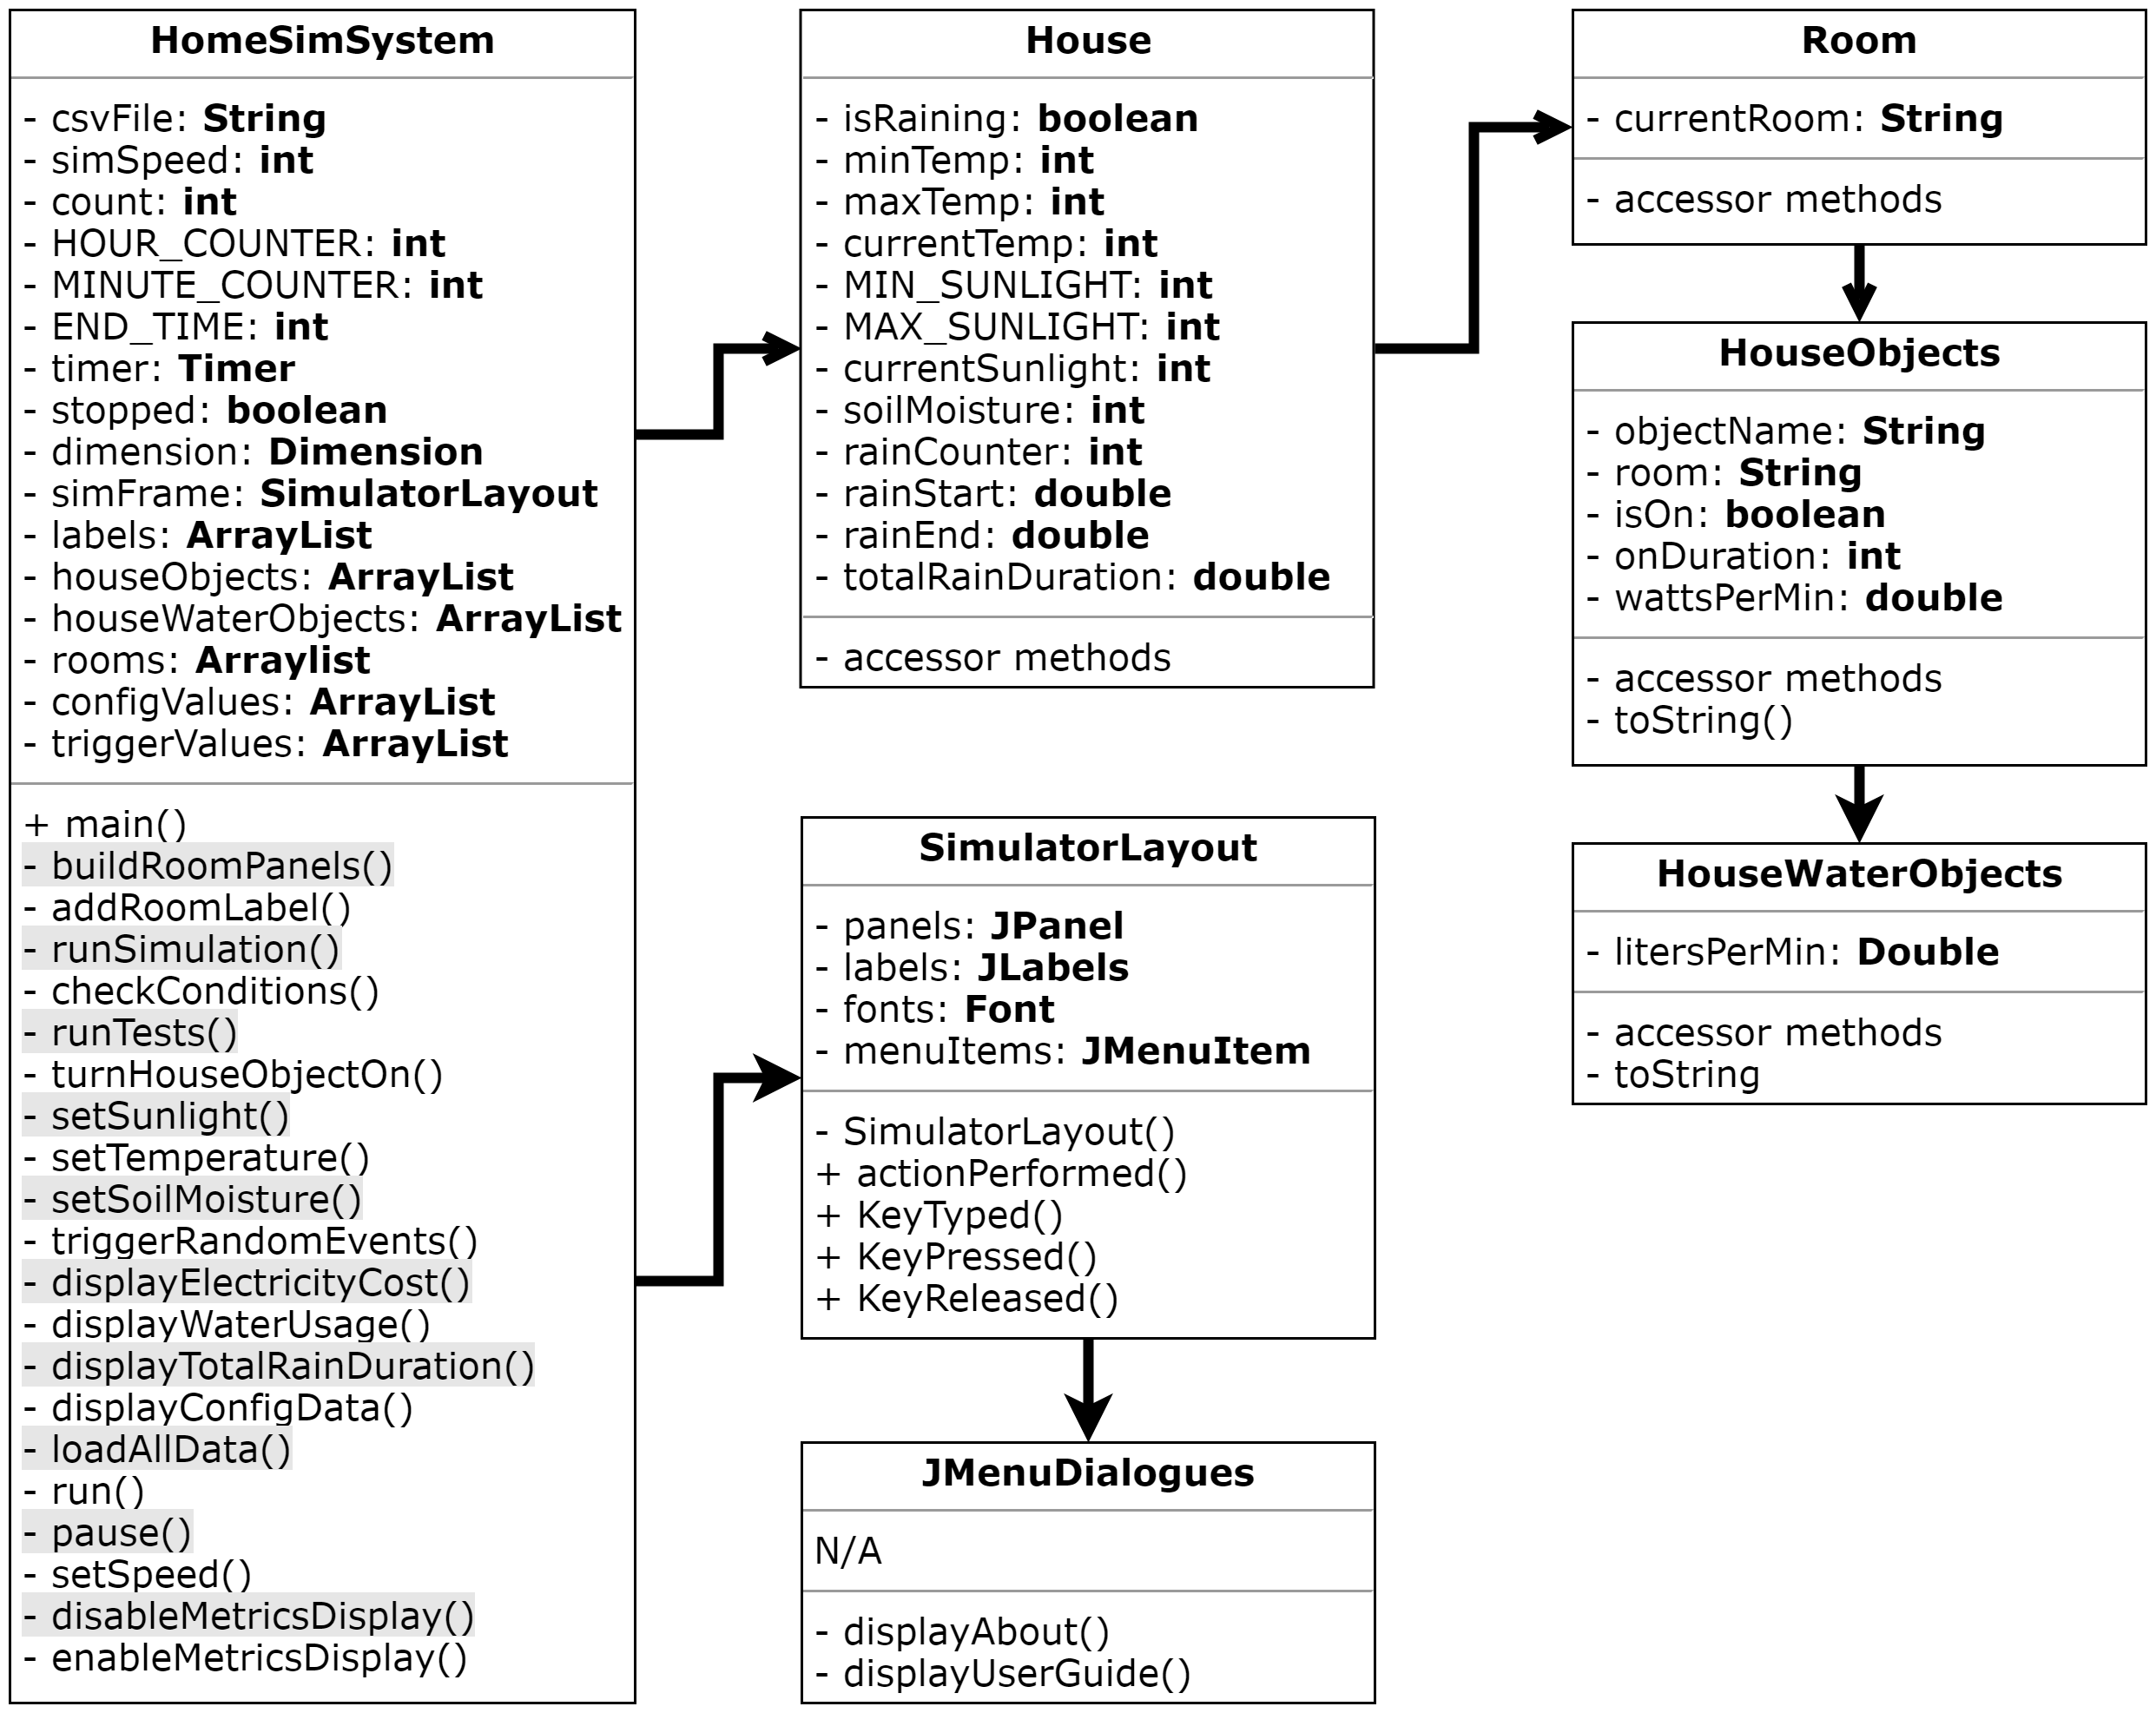 HomeSimSystem
- csvFile: String
- simSpeed: int
- count: int
- HOUR_COUNTER: int
- MINUTE_COUNTER: int
- END_TIME: int
- timer: Timer
- stopped: boolean
- dimension: Dimension
- simFrame: SimulatorLayout
- labels: ArrayList
- houseObjects: ArrayList
- houseWaterObjects: ArrayList
- rooms: Arraylist
- configValues: ArrayList
- triggerValues: ArrayList
+ main()
- buildRoomPanels()
- addRoomLabel()
- runSimulation()
- checkConditions()
- runTests()
- turnHouseObjectOn()
- setSunlight()
- setTemperature()
- setSoilMoisture()
- triggerRandomEvents()
- displayElectricityCost()
- displayWaterUsage()
- displayTotalRainDuration()
- displayConfigData()
- loadAllData()
- run()
- pause()
- setSpeed()
- disableMetricsDisplay()
- enableMetricsDisplay()
House
- isRaining: boolean
- minTemp: int
- maxTemp: int
- currentTemp: int
- MIN_SUNLIGHT: int
- MAX_SUNLIGHT: int
- currentSunlight: int
- soilMoisture: int
- rainCounter: int
- rainStart: double
- rainEnd: double
- totalRainDuration: double
- accessor methods
SimulatorLayout
- panels: JPanel
- labels: JLabels
- fonts: Font
- menuItems: JMenuItem
- SimulatorLayout()
+ actionPerformed()
+ KeyTyped()
+ KeyPressed()
+ KeyReleased()
JMenuDialogues
N/A
- displayAbout()
- displayUserGuide()
Room
- currentRoom: String
- accessor methods
HouseObjects
- objectName: String
- room: String
- isOn: boolean
- onDuration: int
- wattsPerMin: double
- accessor methods
- toString()
HouseWaterObjects
- litersPerMin: Double
- accessor methods
- toString